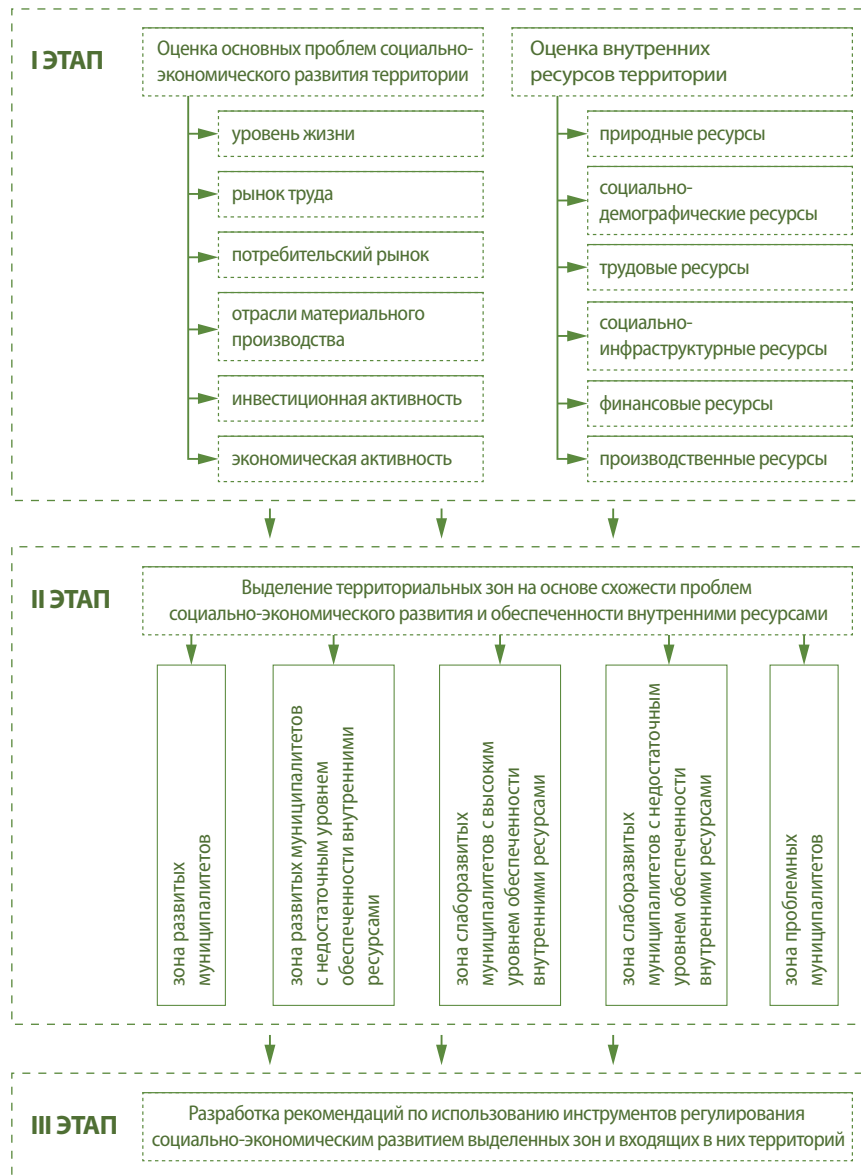 I ЭТАП
Оценка основных проблем социально-
экономического развития территории
уровень жизни
рынок труда
потребительский рынок
отрасли материального
производства
инвестиционная активность
экономическая активность
Оценка внутренних
ресурсов территории
природные ресурсы
социально-
демографические ресурсы
трудовые ресурсы
социально-
инфраструктурные ресурсы
финансовые ресурсы
производственные ресурсы
II ЭТАП
Выделение территориальных зон на основе схожести проблем
социально-экономического развития и обеспеченности внутренними ресурсами
зона развитых
муниципалитетов
зона развитых муниципалитетов
с недостаточным уровнем
обеспеченности внутренними
ресурсами
зона слаборазвитых
муниципалитетов с высоким
уровнем обеспеченности
внутренними ресурсами
зона слаборазвитых
муниципалитетов с недостаточным
уровнем обеспеченности
внутренними ресурсами
зона проблемных
муниципалитетов
III ЭТАП
Разработка рекомендаций по использованию инструментов регулирования
социально-экономическим развитием выделенных зон и входящих в них территорий